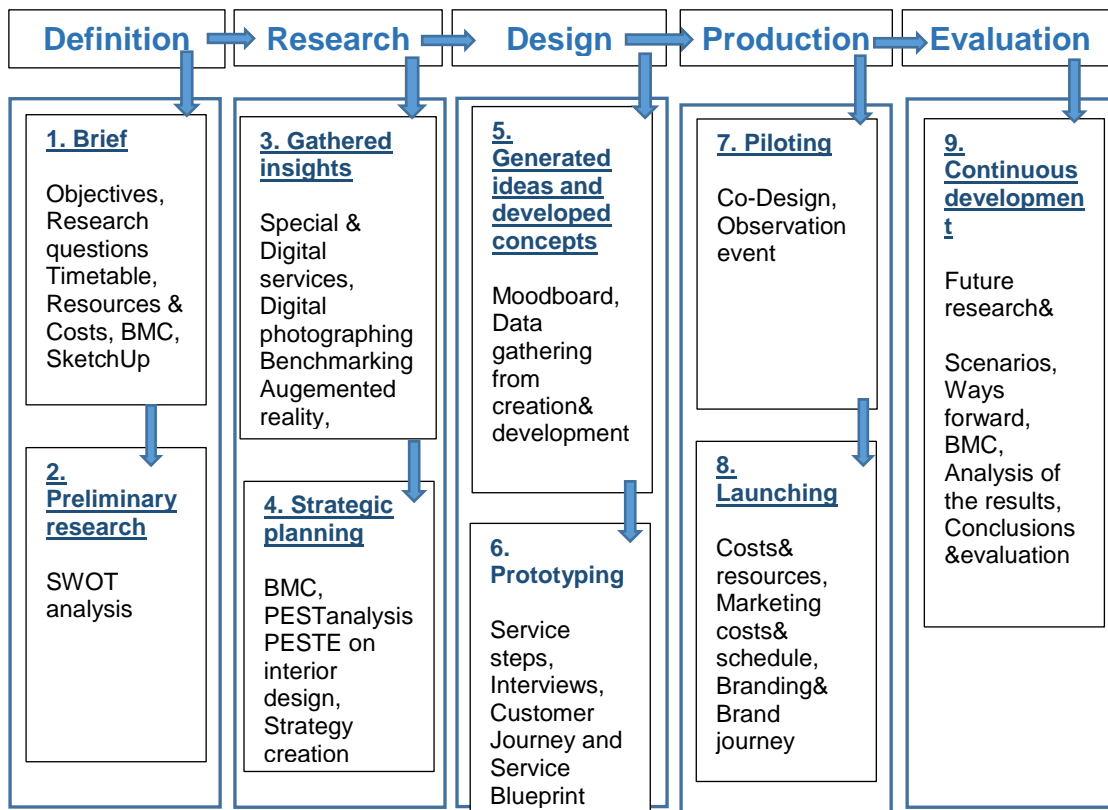 Definition
Research
Design
Production
Evaluation
1. Brief
Objectives,
Research
questions
Timetable,
Resources &
Costs, BMC,
SketchUp
2.
Preliminary
research
SWOT
analysis
3. Gathered
insights
Special &
Digital
services,
Digital
photographing
Benchmarking
Augemented
reality,
4. Strategic
planning
BMC,
PESTanalysis
PESTE on
interior
design,
Strategy
creation
5.
Generated
ideas and
developed
concepts
Moodboard,
Data
gathering
from
creation&
development
6.
Prototyping
Service
steps,
Interviews,
Customer
Journey and
Service
Blueprint
7. Piloting
Co-Design,
Observation
event
8.
Launching
Costs&
resources,
Marketing
costs&
schedule,
Branding&
Brand
journey
9.
Continuous
developmen
t
Future
research&
Scenarios,
Ways
forward,
BMC,
Analysis of
the results,
Conclusions
&evaluation